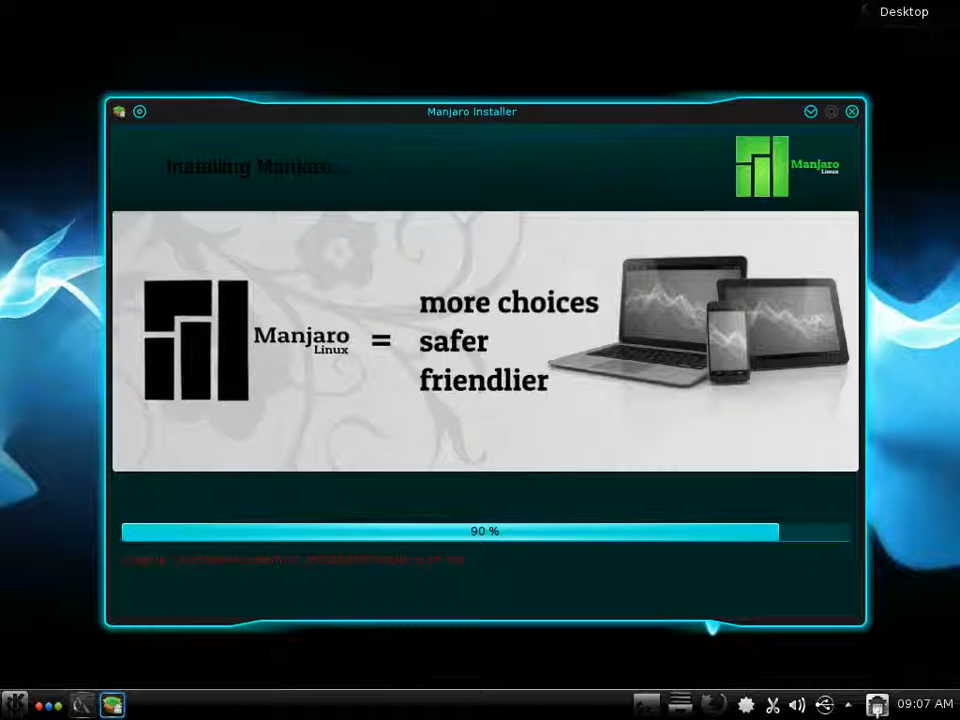 Desktop
Manjaro Installer
Installing Manjaro...
Manjaro
Linux
Manjaro
Linux
=
more choices
safer
friendlier
90 %
09:07 AM